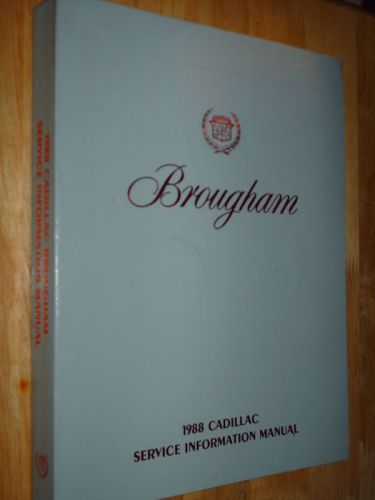 Brougham
1988 CADILLAC
SERVICE INFORMATION MANUAL
1988 CADILLAC BROUGHAM
SERVICE INFORMATION MANUAL